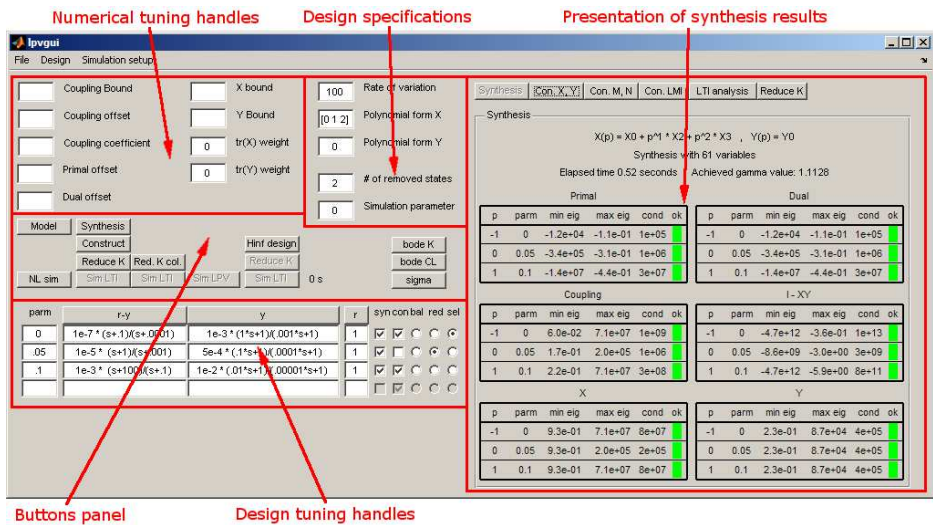 Numerical tuning handles
Design specifications
Presentation of synthesis results
lpvgui
File Design Simulation setup
Coupling Bound
X bound
Coupling offset
Y Bound
Coupling coefficient
0 tr(X) weight
Primal offset
0 tr(Y) weight
Dual offset
100 Rate of variation
[0 1 2] Polynomial form X
0 Polynomial form Y
2 # of removed states
0 Simulation parameter
Model Synthesis
Construct Hinf design bode K
Reduce K Red. K col. Reduce K bode CL
NL sim Sim LTI Sim LTI Sim LPV Sim LTI 0 s sigma
parm r-y y r syn con bal red sel
0 1e-7 * (s+.1)/(s+.0001) 1e-3 * (1*s+1)/(.001*s+1) 1
.05 1e-5 * (s+1)/(s+.001) 5e-4 * (.1*s+1)/(.0001*s+1) 1
.1 1e-3 * (s+100)/(s+.1) 1e-2 * (.01*s+1)/(.00001*s+1) 1
Synthesis Con. X, Y Con. M, N Con. LMI LTI analysis Reduce K
Synthesis
X(p) = X0 + p^1 * X2 + p^2 * X3 , Y(p) = Y0
Synthesis with 61 variables
Elapsed time 0.52 seconds Achieved gamma value: 1.1128
Primal Dual
p parm min eig max eig cond ok p parm min eig max eig cond ok
-1 0 -1.2e+04 -1.1e-01 1e+05 -1 0 -1.2e+04 -1.1e-01 1e+05
0 0.05 -3.4e+05 -3.1e-01 1e+06 0 0.05 -3.4e+05 -3.1e-01 1e+06
1 0.1 -1.4e+07 -4.4e-01 3e+07 1 0.1 -1.4e+07 -4.4e-01 3e+07
Coupling I - XY
p parm min eig max eig cond ok p parm min eig max eig cond ok
-1 0 6.0e-02 7.1e+07 1e+09 -1 0 -4.7e+12 -3.6e-01 1e+13
0 0.05 1.7e-01 2.0e+05 1e+06 0 0.05 -8.6e+09 -3.0e+00 3e+09
1 0.1 2.2e-01 7.1e+07 3e+08 1 0.1 -4.7e+12 -5.9e+00 8e+11
X Y
p parm min eig max eig cond ok p parm min eig max eig cond ok
-1 0 9.3e-01 7.1e+07 8e+07 -1 0 2.3e-01 8.7e+04 4e+05
0 0.05 9.3e-01 2.0e+05 2e+05 0 0.05 2.3e-01 8.7e+04 4e+05
1 0.1 9.3e-01 7.1e+07 8e+07 1 0.1 2.3e-01 8.7e+04 4e+05
Buttons panel
Design tuning handles